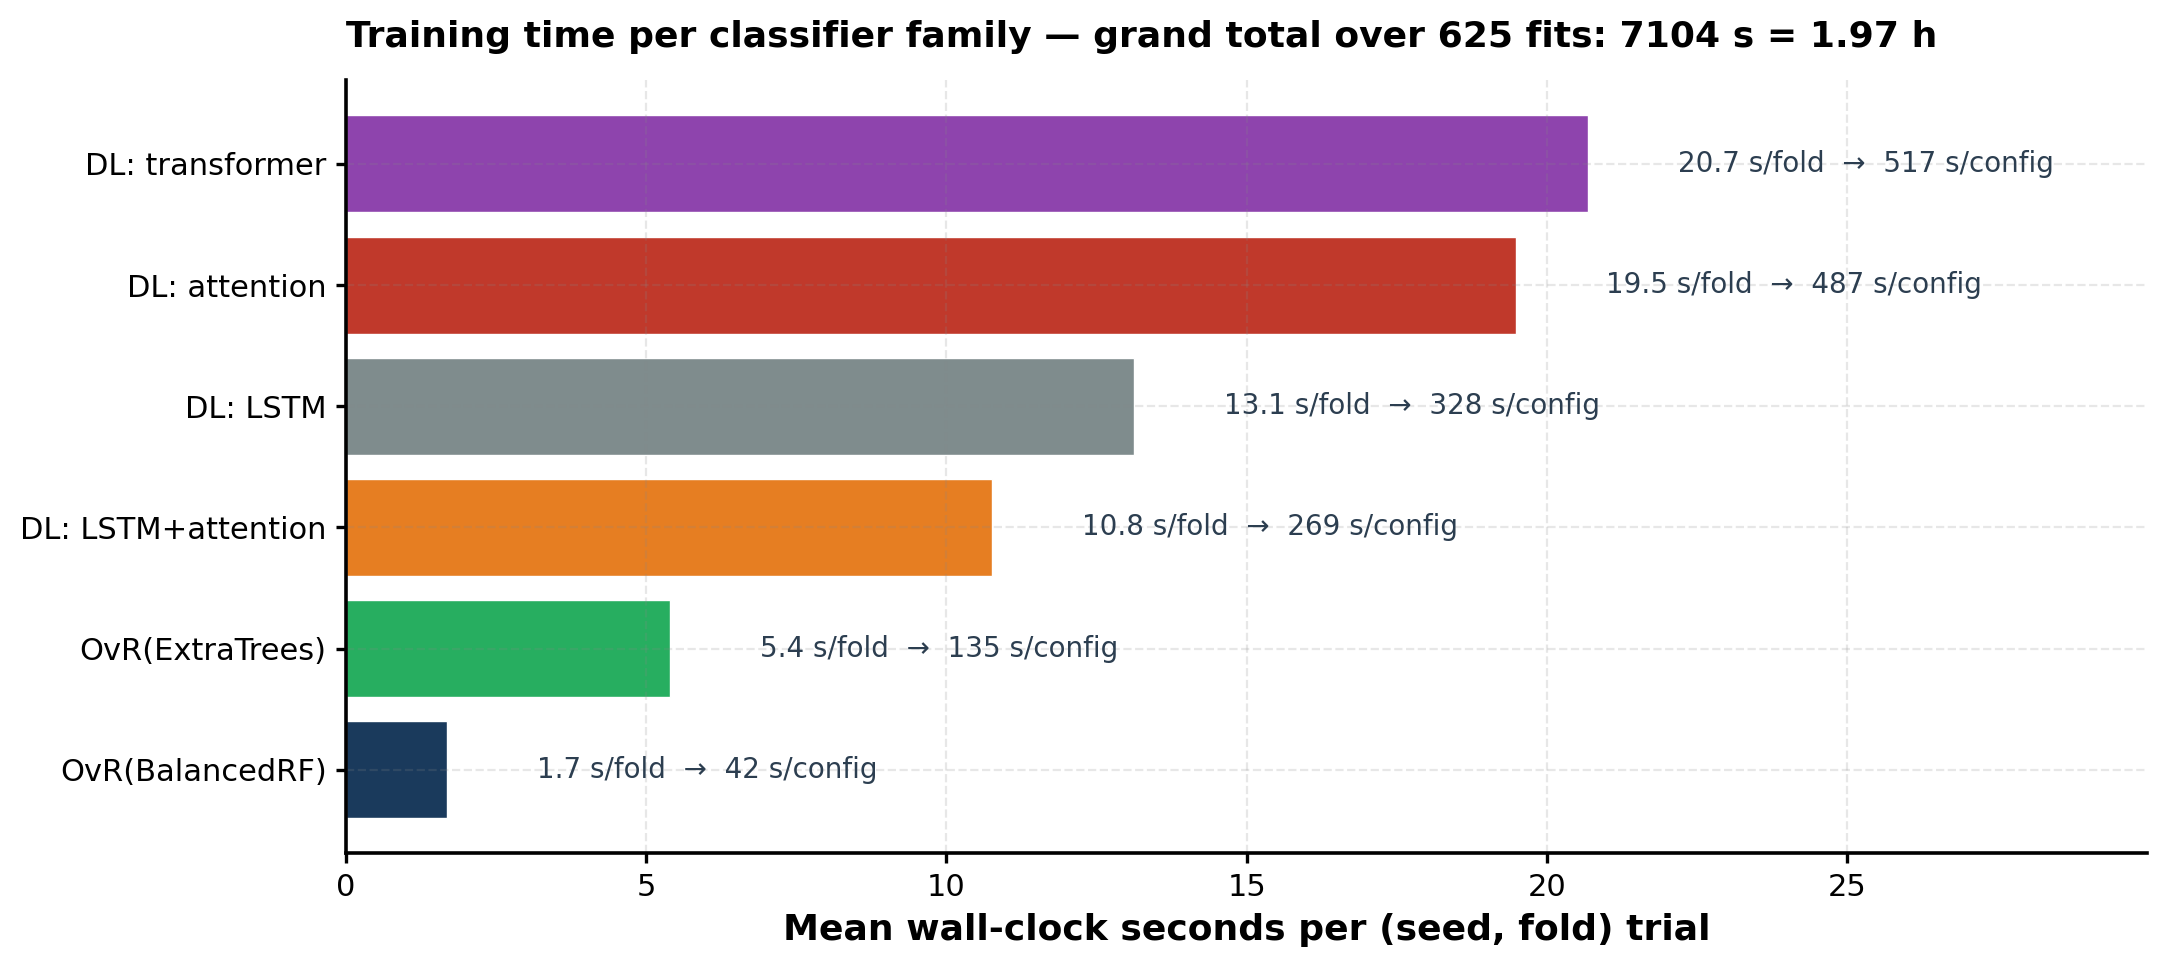 Training time per classifier family — grand total over 625 fits: 7104 s = 1.97 h
DL: transformer
20.7 s/fold → 517 s/config
DL: attention
19.5 s/fold → 487 s/config
DL: LSTM
13.1 s/fold → 328 s/config
DL: LSTM+attention
10.8 s/fold → 269 s/config
OvR(ExtraTrees)
5.4 s/fold → 135 s/config
OvR(BalancedRF)
1.7 s/fold → 42 s/config
0 5 10 15 20 25
Mean wall-clock seconds per (seed, fold) trial